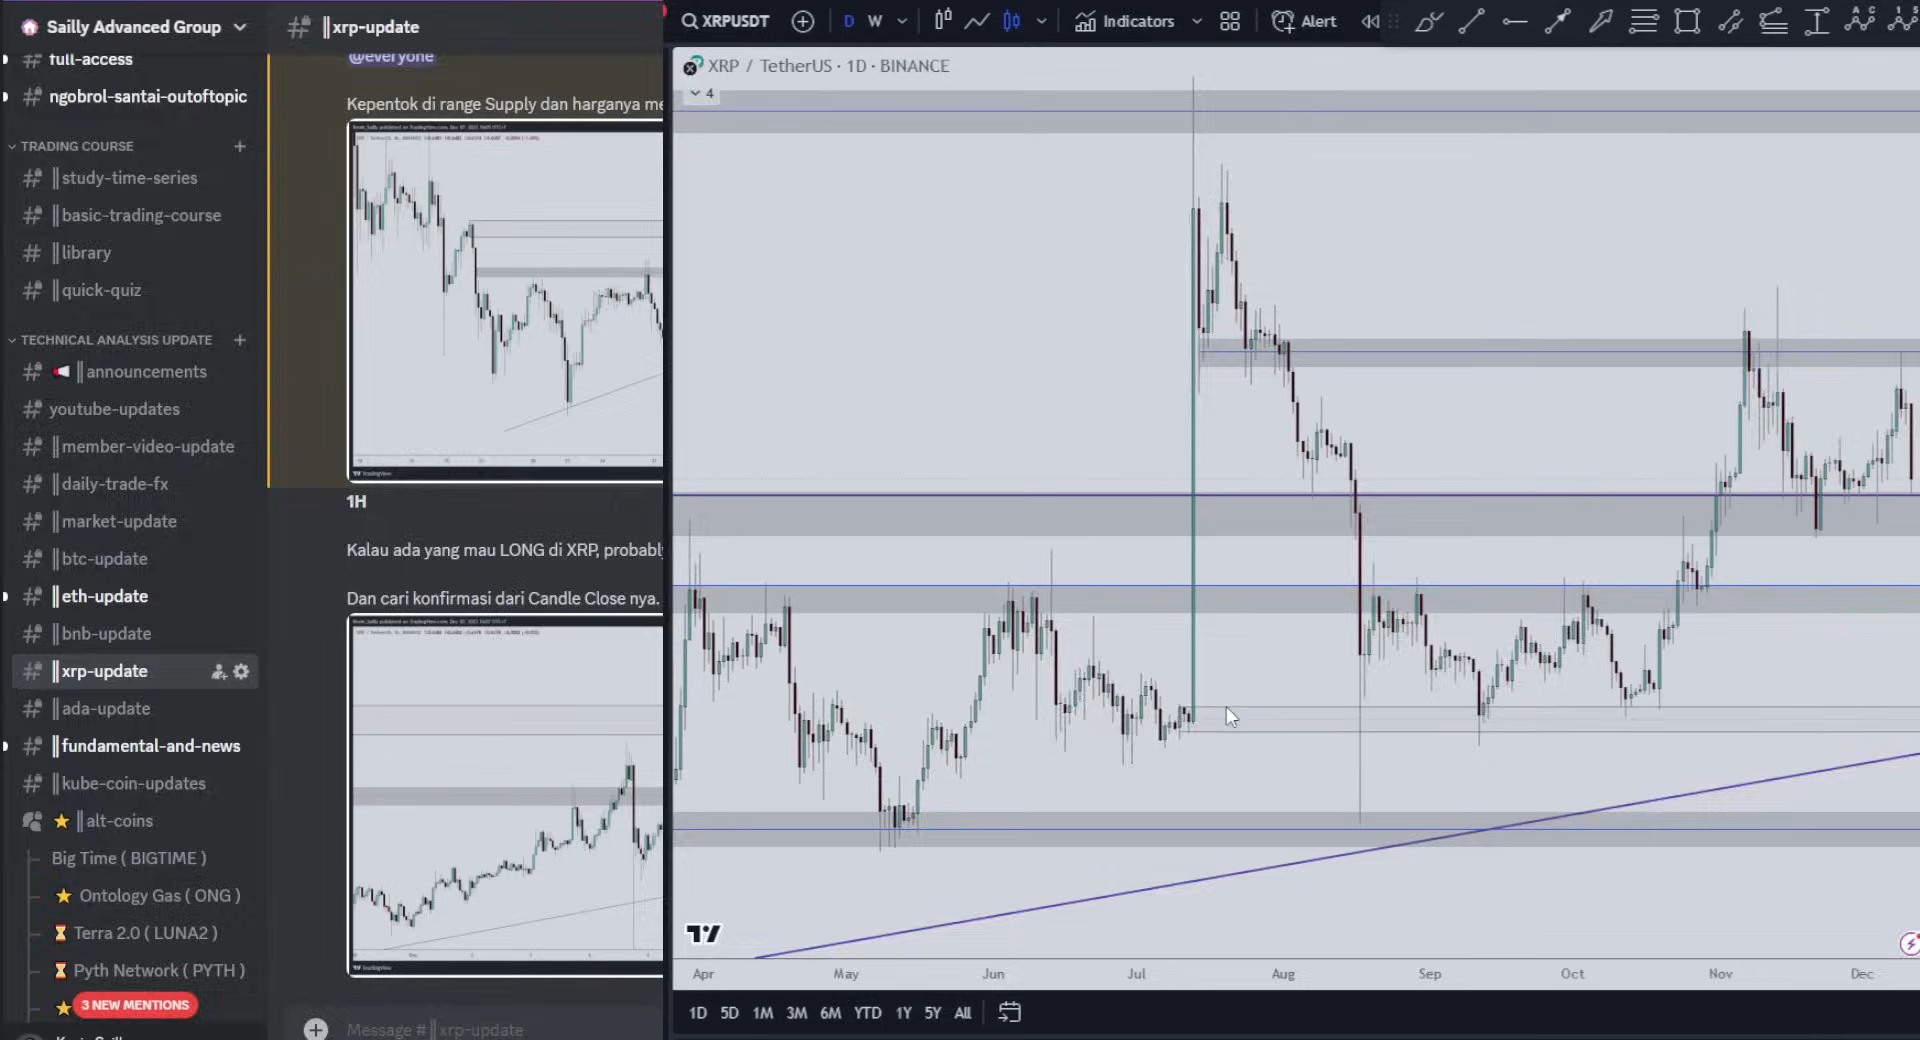 Sailly Advanced Group
full-access
ngobrol-santai-outoftopic
TRADING COURSE
study-time-series
basic-trading-course
library
quick-quiz
TECHNICAL ANALYSIS UPDATE
announcements
youtube-updates
member-video-update
daily-trade-fx
market-update
btc-update
eth-update
bnb-update
xrp-update
ada-update
fundamental-and-news
kube-coin-updates
alt-coins
Big Time ( BIGTIME )
Ontology Gas ( ONG )
Terra 2.0 ( LUNA2 )
Pyth Network ( PYTH )
3 NEW MENTIONS
xrp-update
@everyone
Kepentok di range Supply dan harganya me
TradingView
1H
Kalau ada yang mau LONG di XRP, probably
Dan cari konfirmasi dari Candle Close nya.
TradingView
Message # ║xrp-update
XRPUSDT
D W
Indicators
Alert
XRP / TetherUS · 1D · BINANCE
4
Apr May Jun Jul Aug Sep Oct Nov Dec
1D 5D 1M 3M 6M YTD 1Y 5Y All